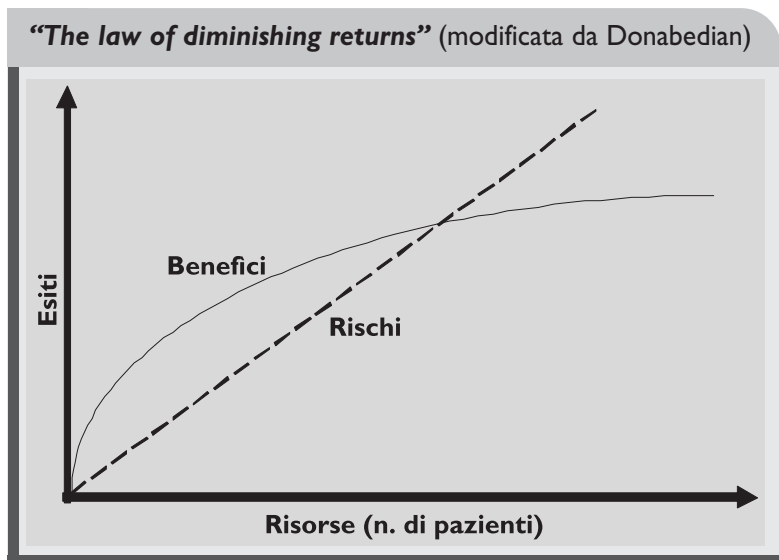 “The law of diminishing returns” (modificata da Donabedian)
Benefici
Esiti
Rischi
Risorse (n. di pazienti)